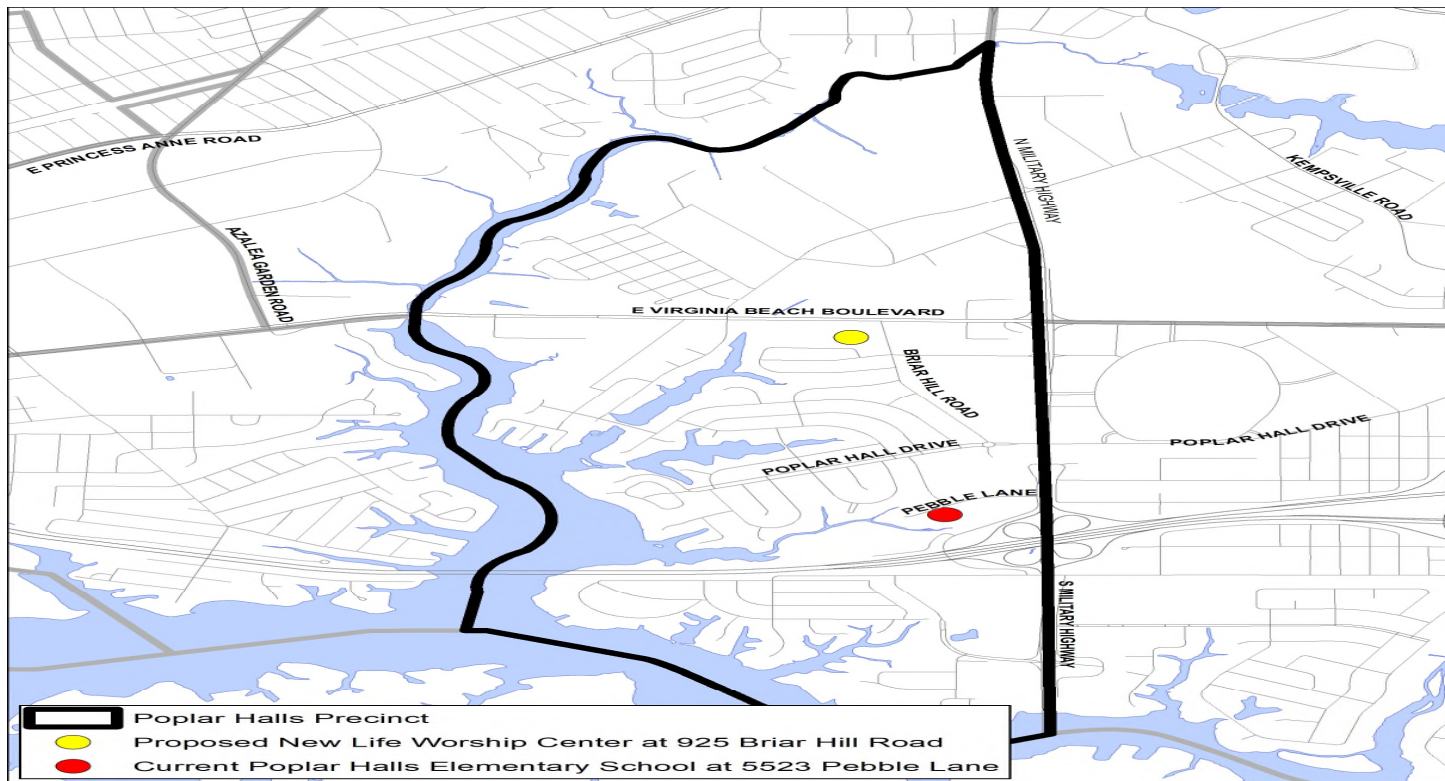 E PRINCESS ANNE ROAD
N MILITARY HIGHWAY
KEMPSVILLE ROAD
AZALEA GARDEN ROAD
E VIRGINIA BEACH BOULEVARD
BRIAR HILL ROAD
POPLAR HALL DRIVE
POPLAR HALL DRIVE
PEBBLE LANE
S MILITARY HIGHWAY
Poplar Halls Precinct
Proposed New Life Worship Center at 925 Briar Hill Road
Current Poplar Halls Elementary School at 5523 Pebble Lane